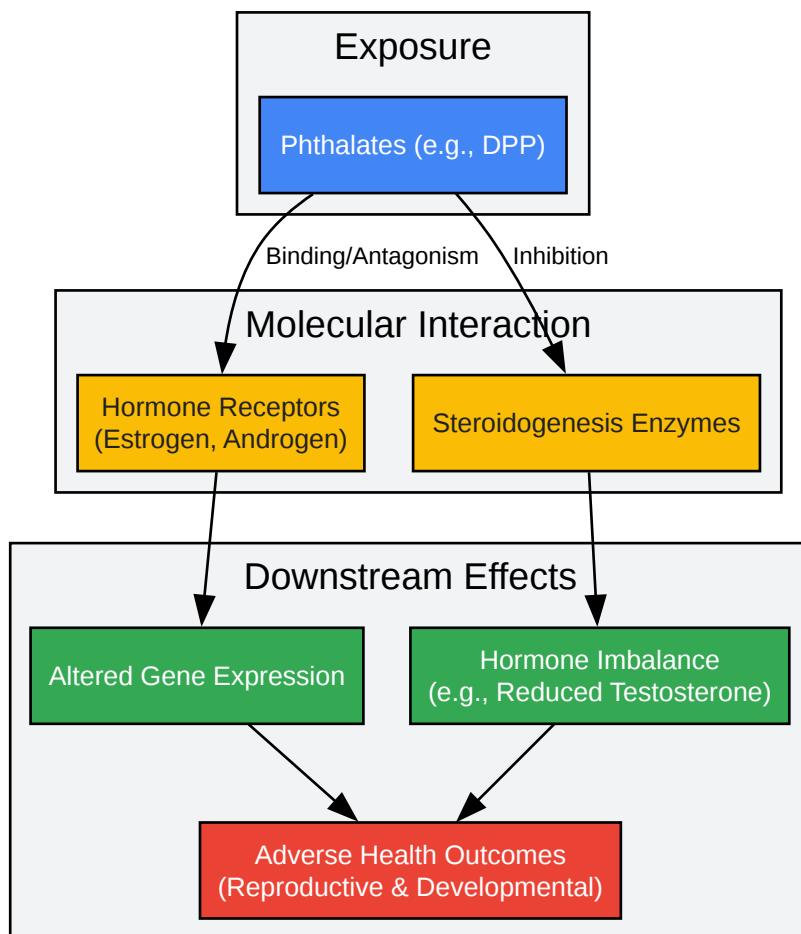 Exposure
Phthalates (e.g., DPP)
Binding/Antagonism
Inhibition
Molecular Interaction
Hormone Receptors
(Estrogen, Androgen)
Steroidogenesis Enzymes
Downstream Effects
Altered Gene Expression
Hormone Imbalance
(e.g., Reduced Testosterone)
Adverse Health Outcomes
(Reproductive & Developmental)